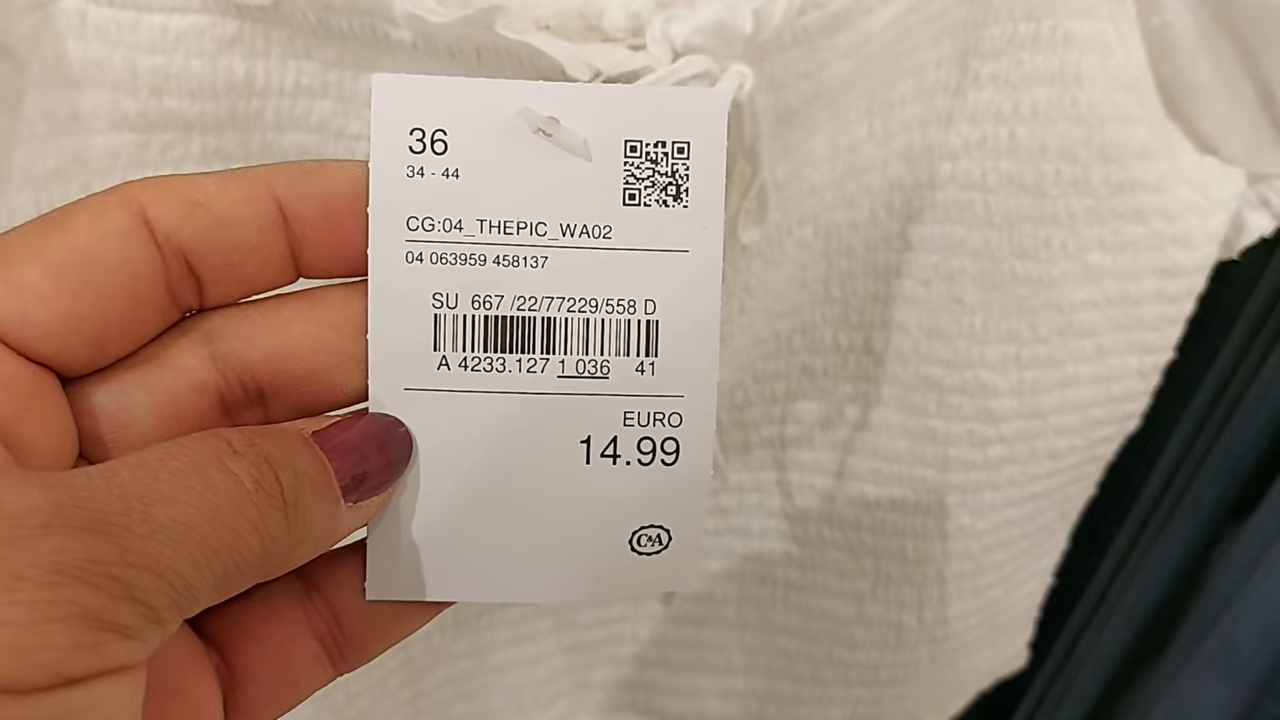 36
34 - 44
CG:04_THEPIC_WA02
04 063959 458137
SU 667 /22/77229/558 D
A 4233.127 1 036 41
EURO
14.99
C&A